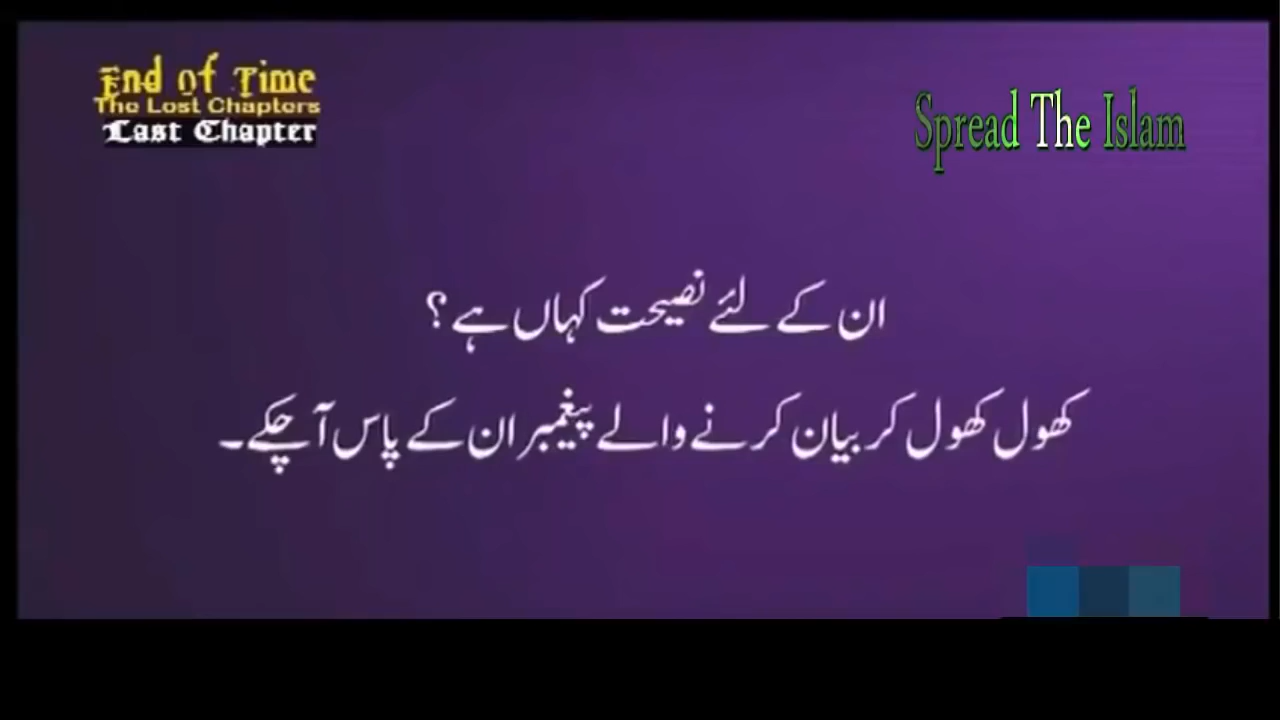 End of Time
The Lost Chapters
Last Chapter
Spread The Islam
ان کے لئے نصیحت کہاں ہے؟
کھول کھول کر بیان کرنے والے پیغمبر ان کے پاس آ چکے۔